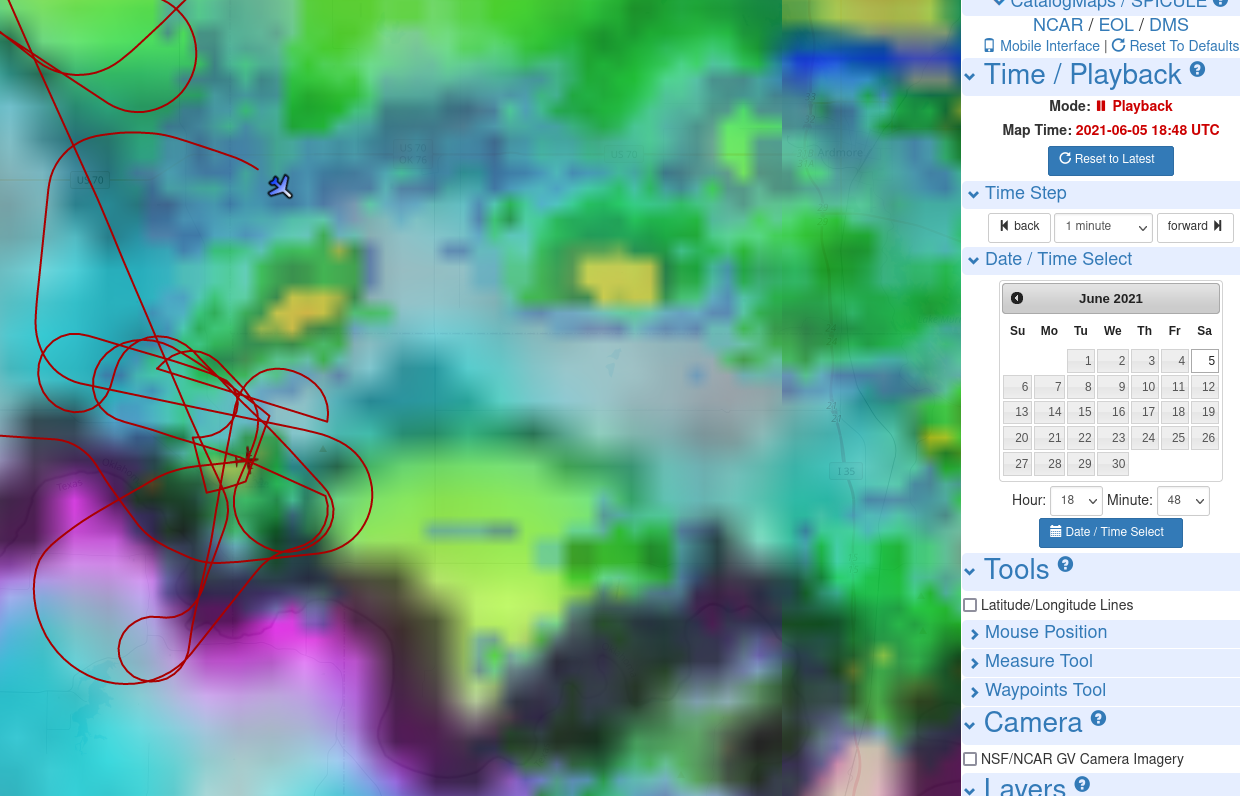 CatalogMaps / SPICULE
NCAR / EOL / DMS
Mobile Interface | Reset To Defaults
Time / Playback
Mode: Playback
Map Time: 2021-06-05 18:48 UTC
Reset to Latest
Time Step
back 1 minute forward
Date / Time Select
June 2021
Su Mo Tu We Th Fr Sa
1 2 3 4 5
6 7 8 9 10 11 12
13 14 15 16 17 18 19
20 21 22 23 24 25 26
27 28 29 30
Hour: 18 Minute: 48
Date / Time Select
Tools
Latitude/Longitude Lines
Mouse Position
Measure Tool
Waypoints Tool
Camera
NSF/NCAR GV Camera Imagery
Layers
US 70
US 70
US 70
Ardmore
I 35